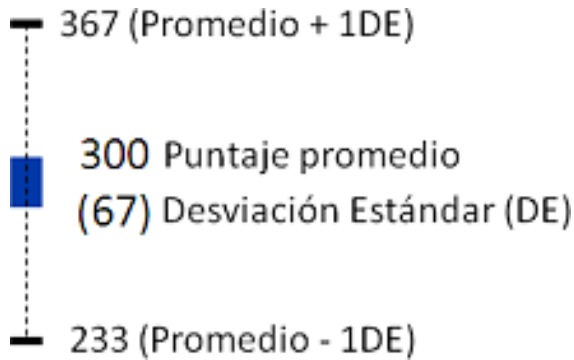 367 (Promedio + 1DE)
300 Puntaje promedio
(67) Desviación Estándar (DE)
233 (Promedio - 1DE)